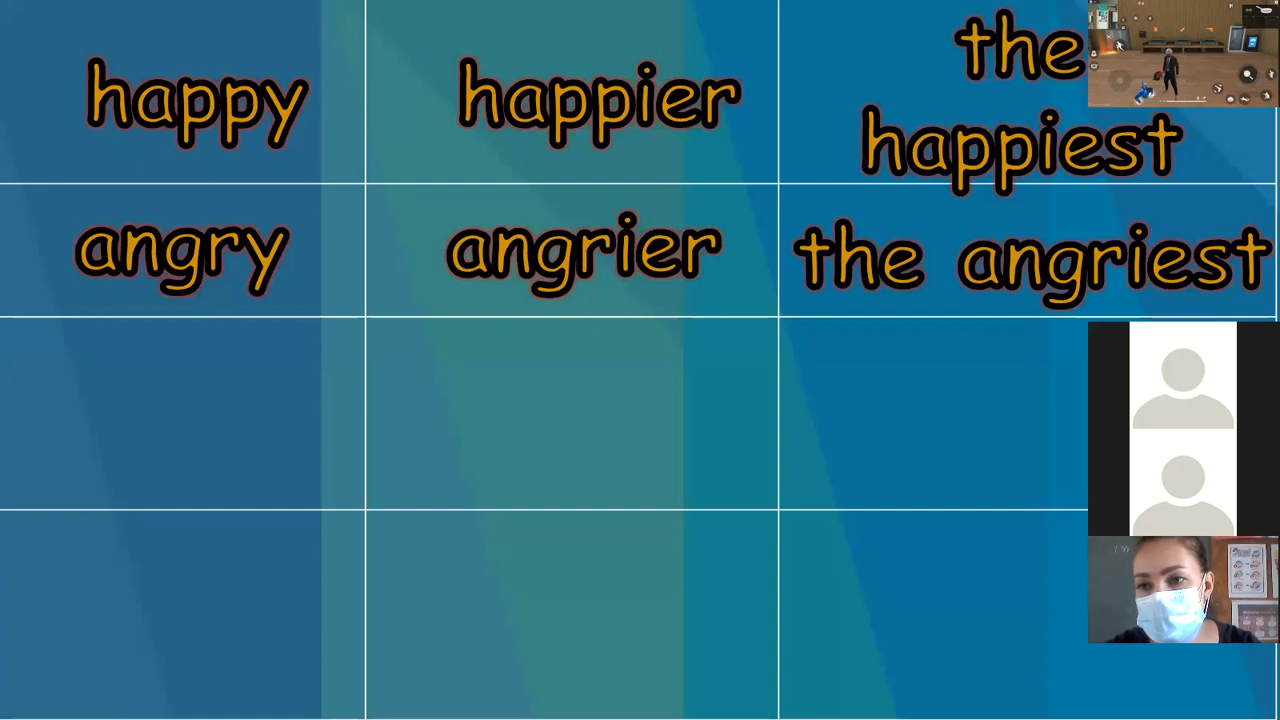 happy
happier
the
happiest
angry
angrier
the angriest